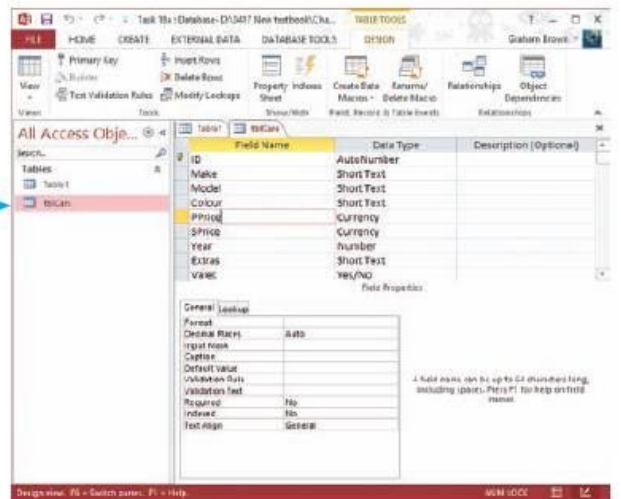 Task 18a : Database- D:\0417 New textbook\Cha... TABLE TOOLS ? – □ X
FILE HOME CREATE EXTERNAL DATA DATABASE TOOLS DESIGN Graham Brown
View Primary Key Insert Rows
Builder Delete Rows
Test Validation Rules Modify Lookups
Property Sheet Indexes Create Data Macros Rename/Delete Macro Relationships Object Dependencies
Views Tools Show/Hide Field, Record & Table Events Relationships
All Access Obje...
Search...
Tables
Table1
tblCars
Table1 tblCars
Field Name Data Type Description (Optional)
ID AutoNumber
Make Short Text
Model Short Text
Colour Short Text
PPrice Currency
SPrice Currency
Year Number
Extras Short Text
Valet Yes/No
Field Properties
General Lookup
Format
Decimal Places Auto
Input Mask
Caption
Default Value
Validation Rule
Validation Text
Required No
Indexed No
Text Align General
A field name can be up to 64 characters long, including spaces. Press F1 for help on field names.
Design view. F6 = Switch panes. F1 = Help. NUM LOCK